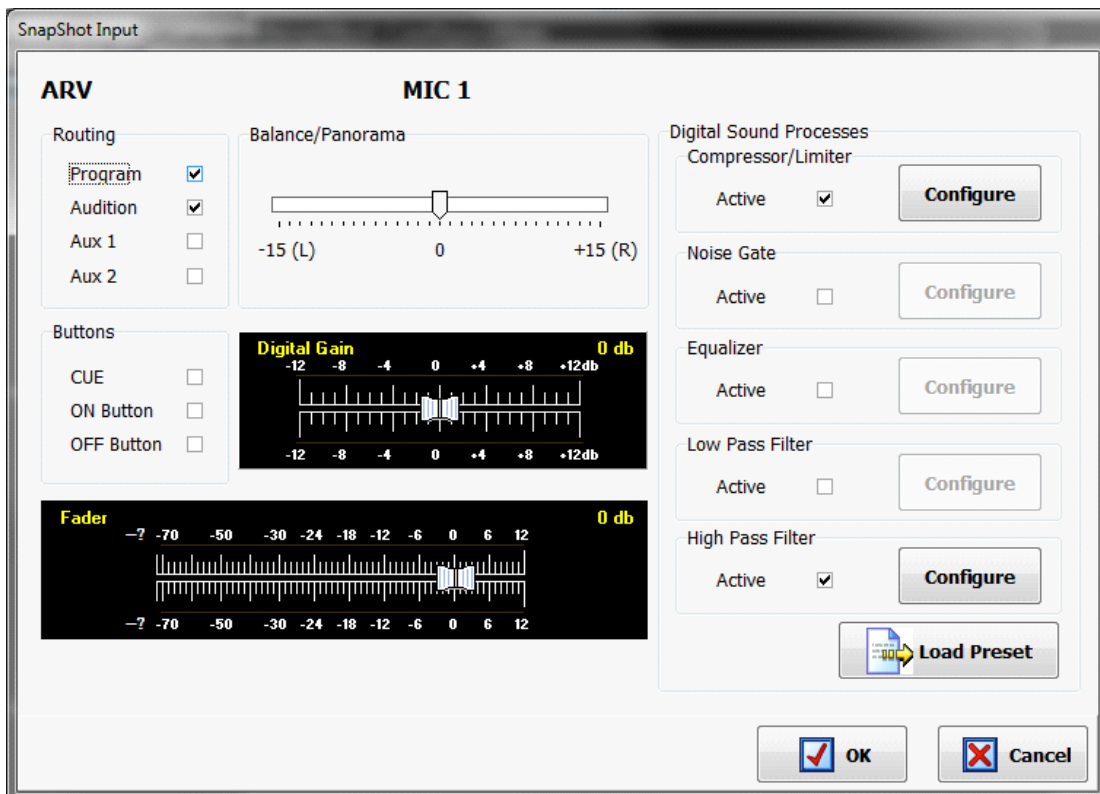 SnapShot Input
ARV
MIC 1
Routing
Program
Audition
Aux 1
Aux 2
Balance/Panorama
-15 (L)
0
+15 (R)
Buttons
CUE
ON Button
OFF Button
Digital Gain
0 db
-12 -8 -4 0 +4 +8 +12db
-12 -8 -4 0 +4 +8 +12db
Fader
0 db
—? -70 -50 -30 -24 -18 -12 -6 0 6 12
—? -70 -50 -30 -24 -18 -12 -6 0 6 12
Digital Sound Processes
Compressor/Limiter
Active
Configure
Noise Gate
Active
Configure
Equalizer
Active
Configure
Low Pass Filter
Active
Configure
High Pass Filter
Active
Configure
Load Preset
OK
Cancel